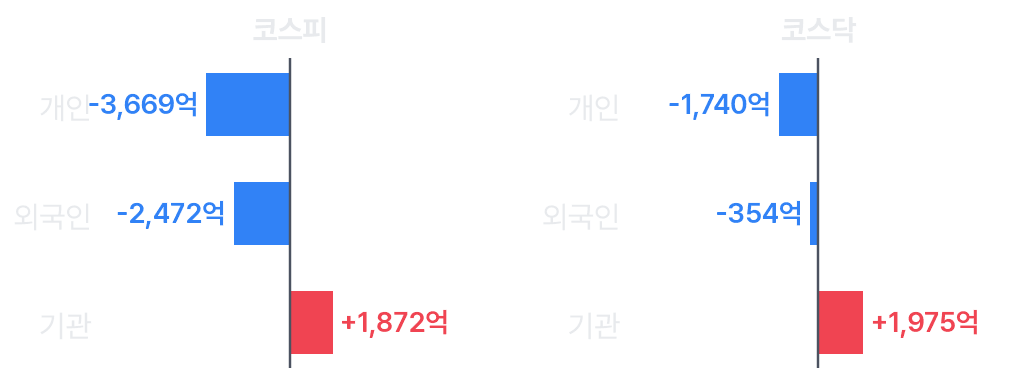 코스피
개인 -3,669억
외국인 -2,472억
기관 +1,872억
코스닥
개인 -1,740억
외국인 -354억
기관 +1,975억